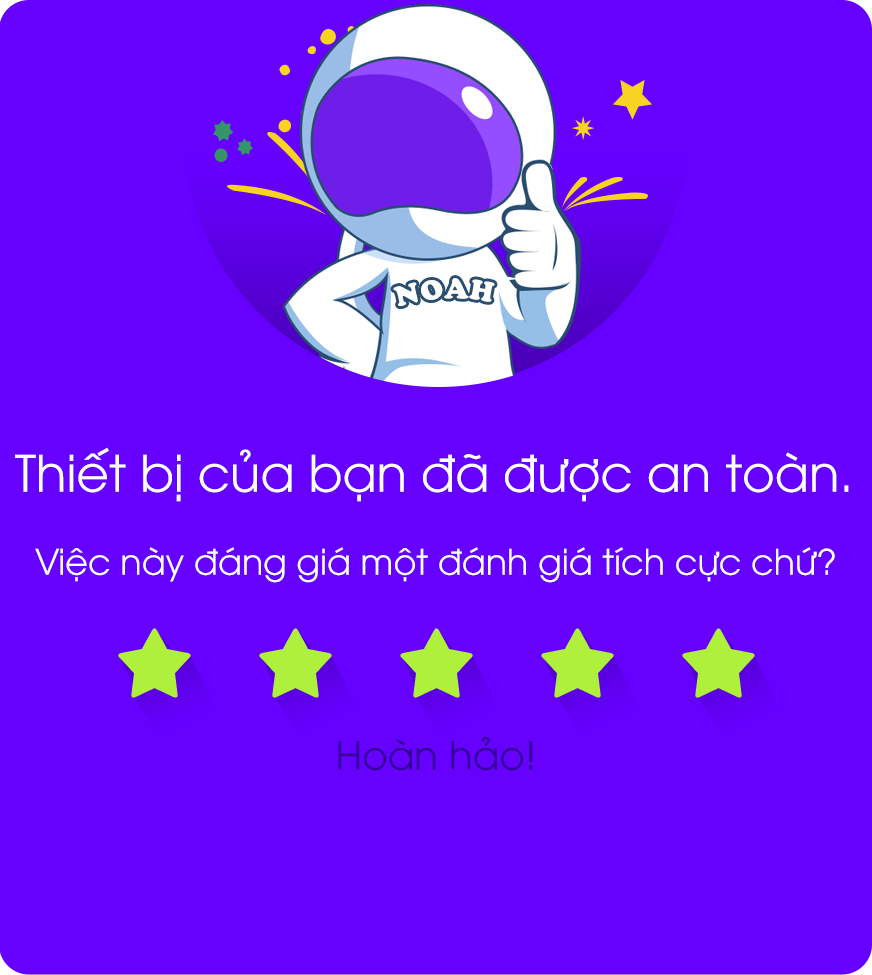 NOAH
Thiết bị của bạn đã được an toàn.
Việc này đáng giá một đánh giá tích cực chứ?
Hoàn hảo!